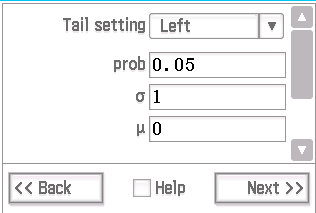 Tail setting Left
prob 0.05
σ 1
μ 0
<< Back Help Next >>